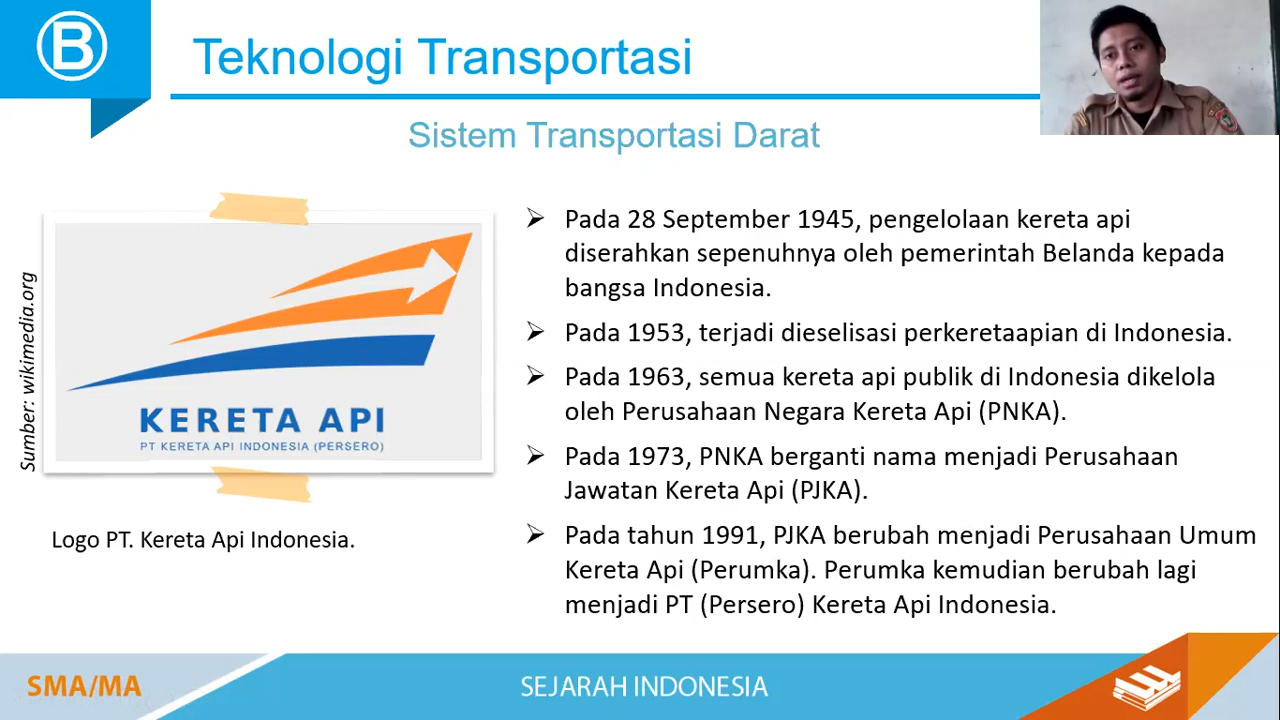 B
Teknologi Transportasi
Sistem Transportasi Darat
Sumber: wikimedia.org
KERETA API
PT KERETA API INDONESIA (PERSERO)
Logo PT. Kereta Api Indonesia.
➢ Pada 28 September 1945, pengelolaan kereta api
diserahkan sepenuhnya oleh pemerintah Belanda kepada
bangsa Indonesia.
➢ Pada 1953, terjadi dieselisasi perkeretaapian di Indonesia.
➢ Pada 1963, semua kereta api publik di Indonesia dikelola
oleh Perusahaan Negara Kereta Api (PNKA).
➢ Pada 1973, PNKA berganti nama menjadi Perusahaan
Jawatan Kereta Api (PJKA).
➢ Pada tahun 1991, PJKA berubah menjadi Perusahaan Umum
Kereta Api (Perumka). Perumka kemudian berubah lagi
menjadi PT (Persero) Kereta Api Indonesia.
SMA/MA
SEJARAH INDONESIA